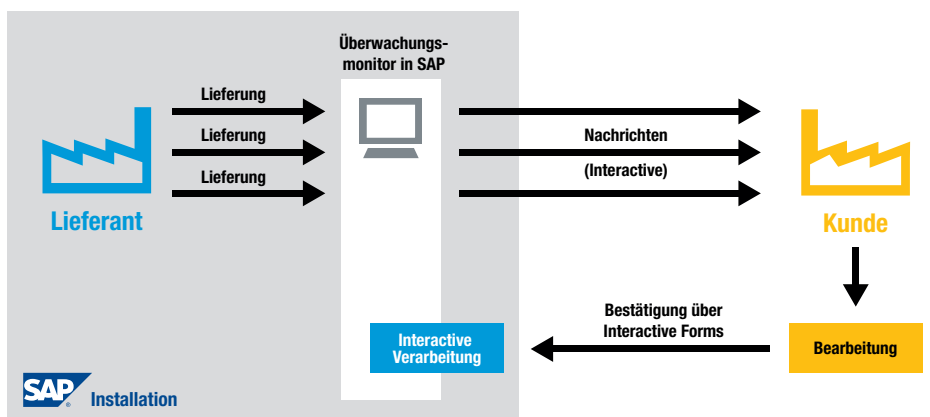 Überwachungs-
monitor in SAP
Lieferung
Lieferung
Lieferung
Nachrichten
(Interactive)
Lieferant
Kunde
Bestätigung über
Interactive Forms
Interactive
Verarbeitung
Bearbeitung
SAP® Installation